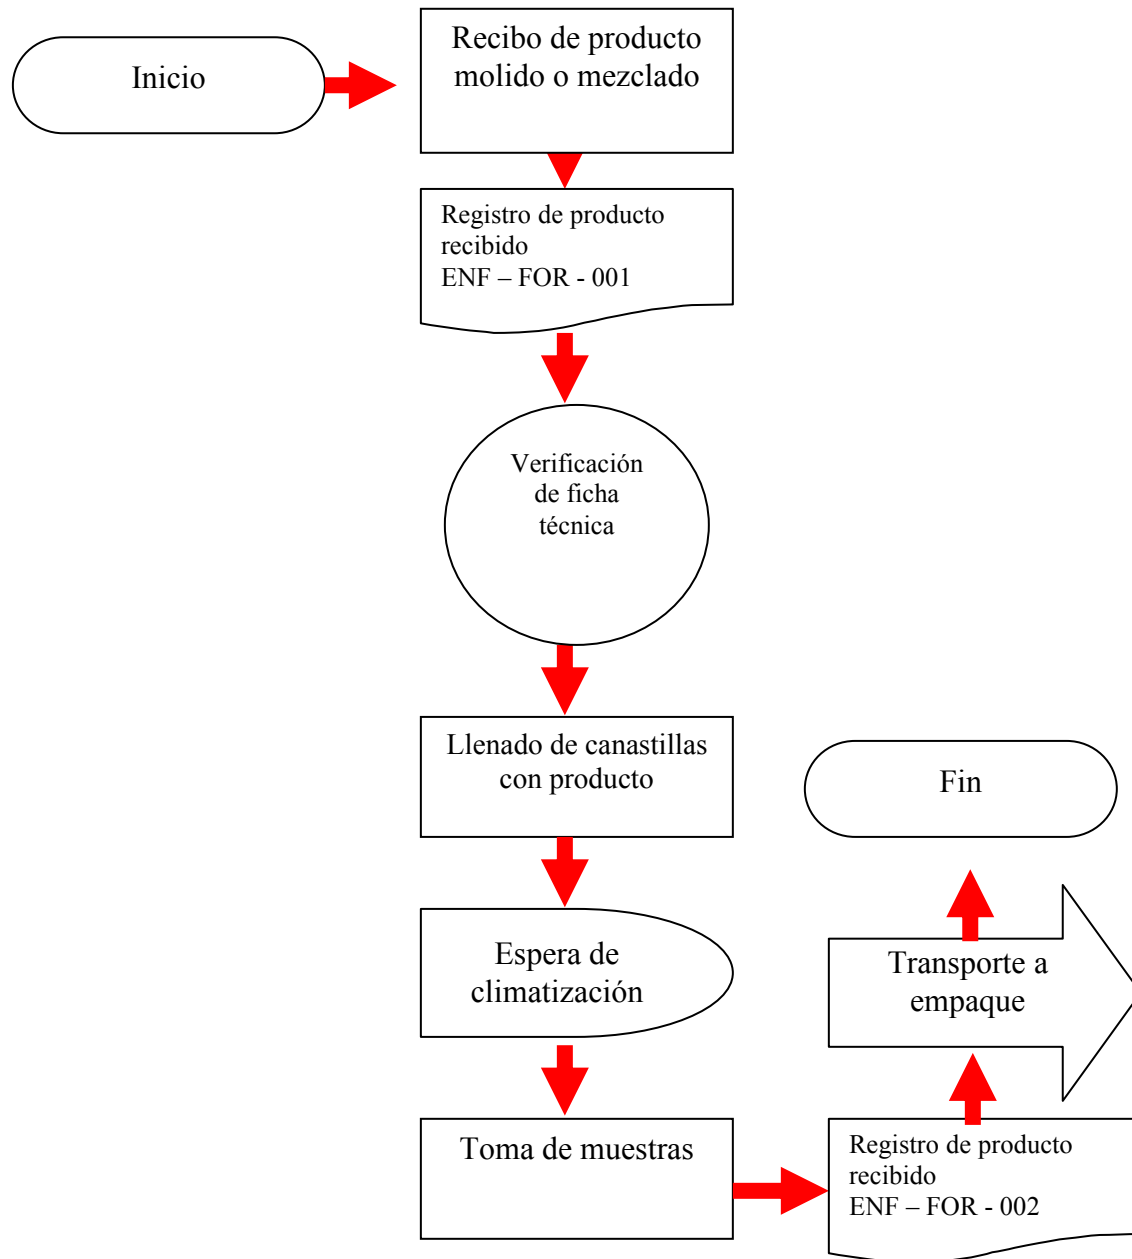 Inicio
Recibo de producto
molido o mezclado
Registro de producto
recibido
ENF – FOR - 001
Verificación
de ficha
técnica
Llenado de canastillas
con producto
Espera de
climatización
Toma de muestras
Registro de producto
recibido
ENF – FOR - 002
Transporte a
empaque
Fin